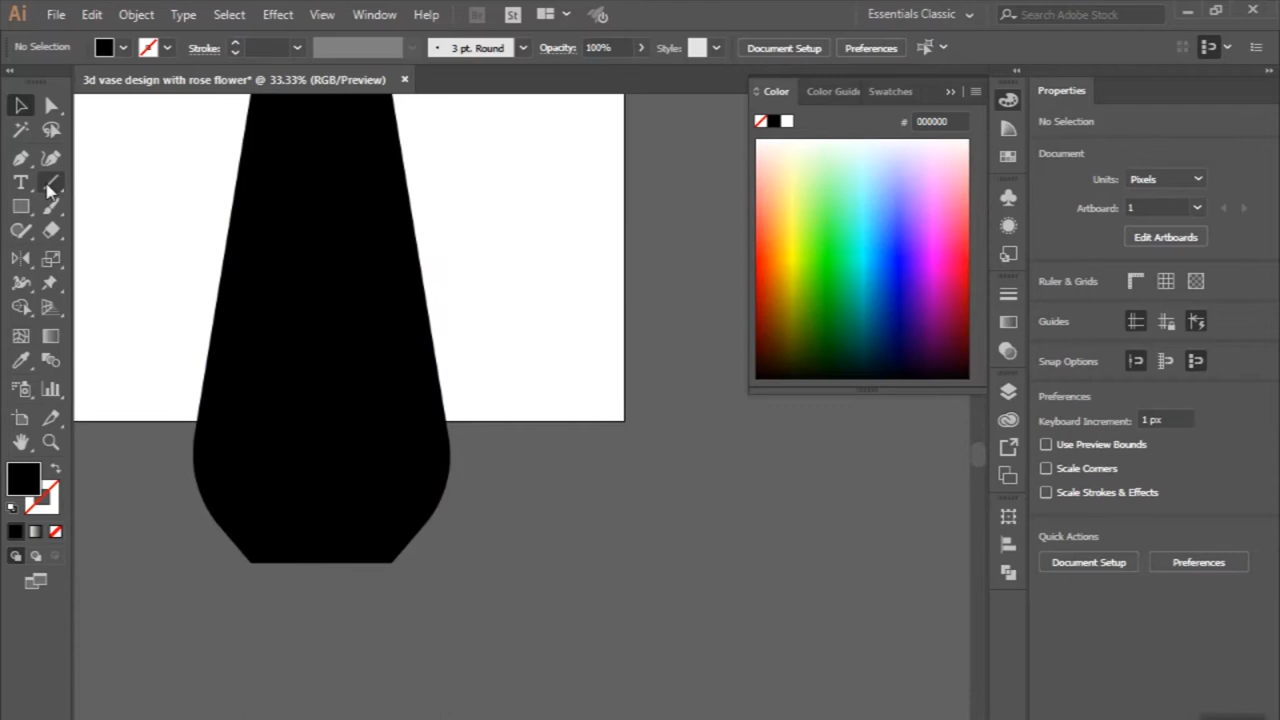 Ai File Edit Object Type Select Effect View Window Help Br St Essentials Classic Search Adobe Stock
No Selection Stroke: 3 pt. Round Opacity: 100% Style: Document Setup Preferences
3d vase design with rose flower* @ 33.33% (RGB/Preview)
Color Color Guide Swatches
# 000000
T
Properties
No Selection
Document
Units: Pixels
Artboard: 1
Edit Artboards
Ruler & Grids
Guides
Snap Options
Preferences
Keyboard Increment: 1 px
Use Preview Bounds
Scale Corners
Scale Strokes & Effects
Quick Actions
Document Setup Preferences